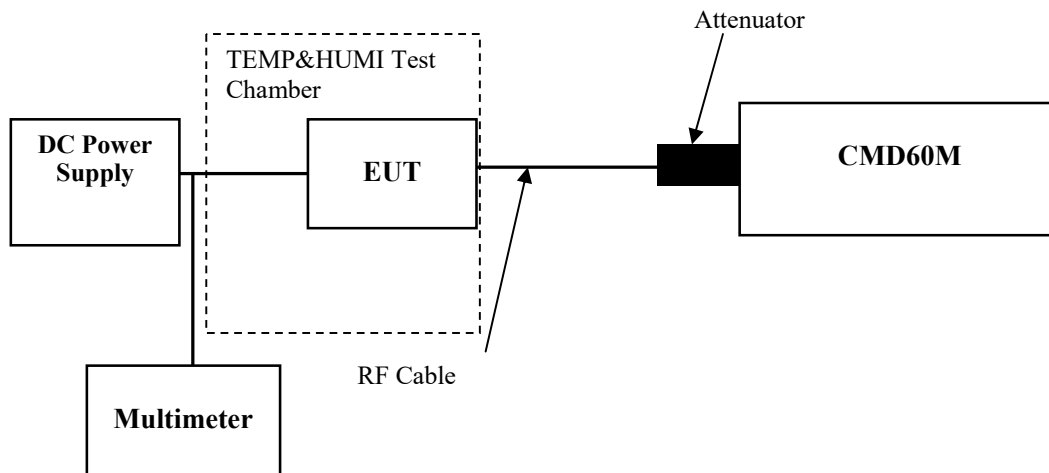 Attenuator
TEMP&HUMI Test
Chamber
DC Power
Supply
EUT
CMD60M
RF Cable
Multimeter